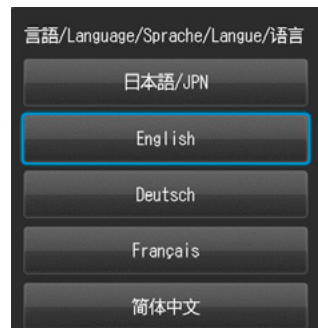 言語/Language/Sprache/Langue/语言
日本語/JPN
English
Deutsch
Français
简体中文